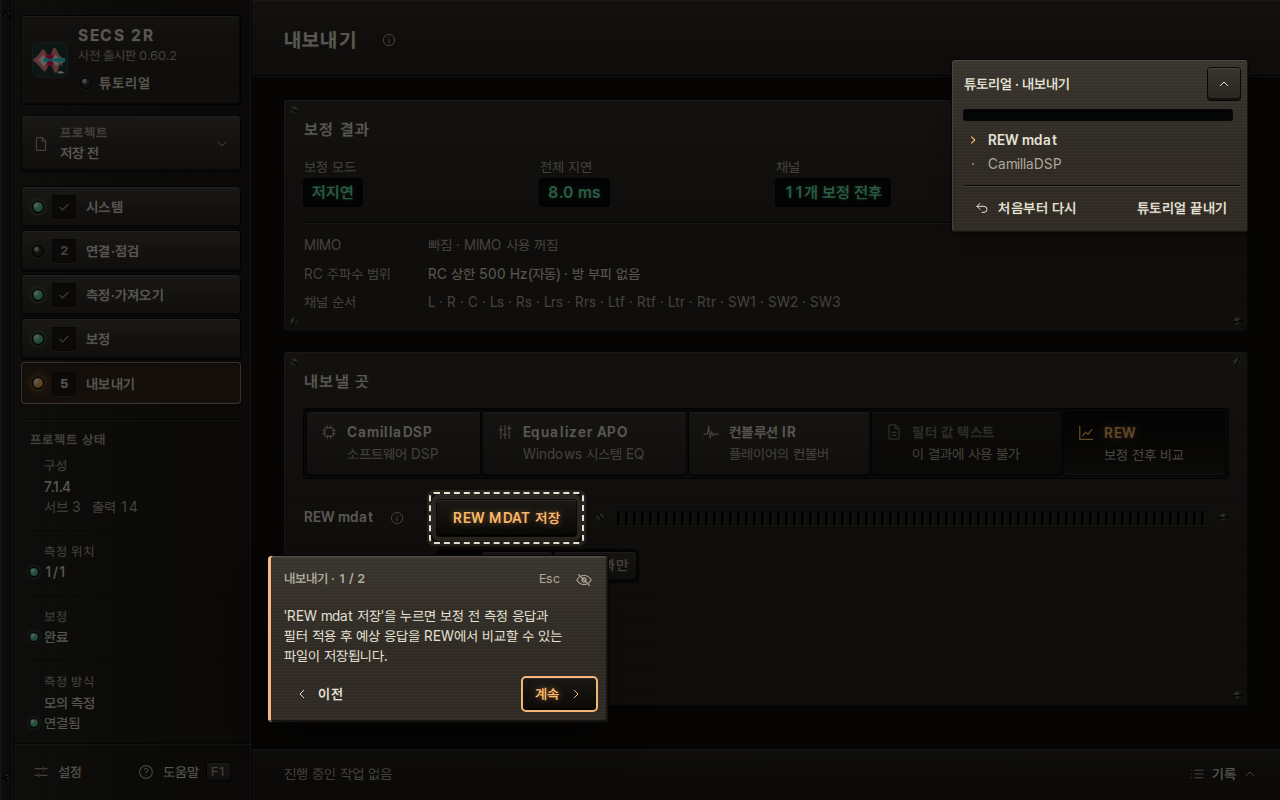 SECS 2R
사전 출시판 0.60.2
튜토리얼
프로젝트
저장 전
시스템
2 연결·점검
측정·가져오기
보정
5 내보내기
프로젝트 상태
구성
7.1.4
서브 3 출력 14
측정 위치
1/1
보정
완료
측정 방식
모의 측정
연결됨
설정 도움말 F1
내보내기
튜토리얼 · 내보내기
REW mdat
CamillaDSP
처음부터 다시 튜토리얼 끝내기
보정 결과
보정 모드 전체 지연 채널
저지연 8.0 ms 11개 보정 전후
MIMO 빠짐 · MIMO 사용 꺼짐
RC 주파수 범위 RC 상한 500 Hz(자동) · 방 부피 없음
채널 순서 L · R · C · Ls · Rs · Lrs · Rrs · Ltf · Rtf · Ltr · Rtr · SW1 · SW2 · SW3
내보낼 곳
CamillaDSP Equalizer APO 컨볼루션 IR 필터 값 텍스트 REW
소프트웨어 DSP Windows 시스템 EQ 플레이어의 컨볼버 이 결과에 사용 불가 보정 전후 비교
REW mdat REW MDAT 저장
내보내기 · 1 / 2 Esc
'REW mdat 저장'을 누르면 보정 전 측정 응답과
필터 적용 후 예상 응답을 REW에서 비교할 수 있는
파일이 저장됩니다.
이전 계속
진행 중인 작업 없음 기록